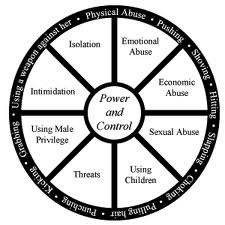 Physical Abuse • Pushing • Shoving • Hitting • Slapping • Choking • Pulling hair • Punching • Kicking • Grabbing • Using a weapon against her •
Isolation
Emotional
Abuse
Intimidation
Economic
Abuse
Power
and
Control
Using Male
Privilege
Sexual Abuse
Threats
Using
Children